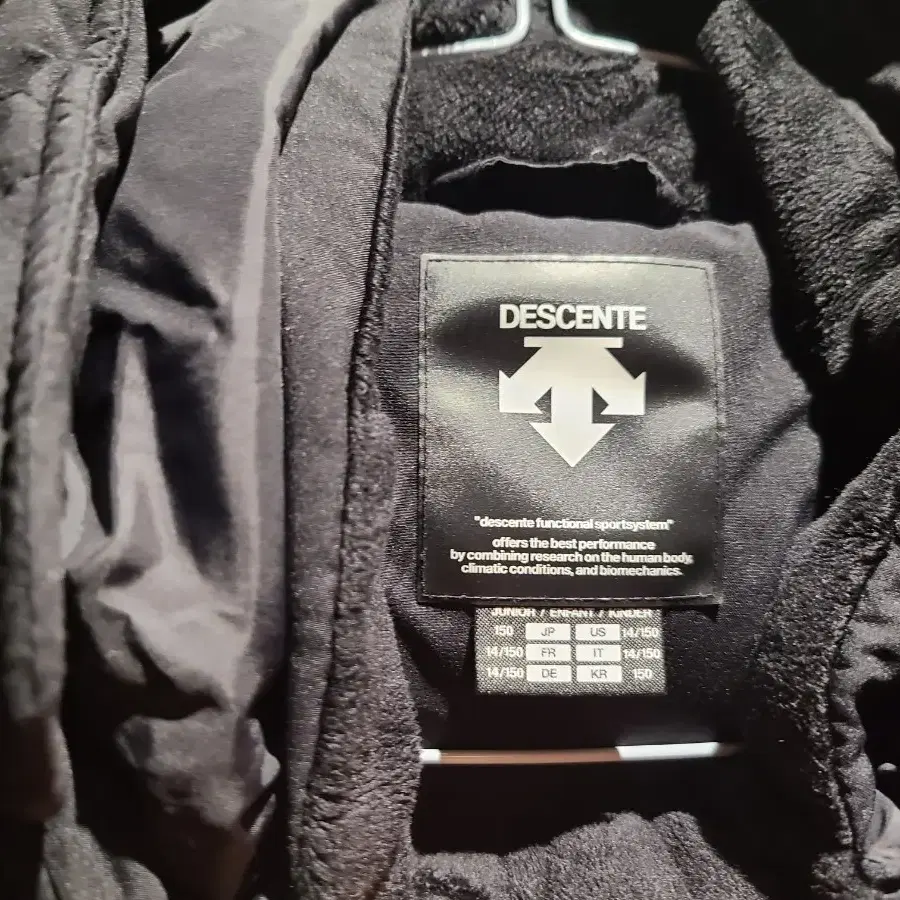 DESCENTE
"descente functional sportsystem"
offers the best performance
by combining research on the human body,
climatic conditions, and biomechanics.
JUNIOR / ENFANT / KINDER
150 JP US 14/150
14/150 FR IT 14/150
14/150 DE KR 150